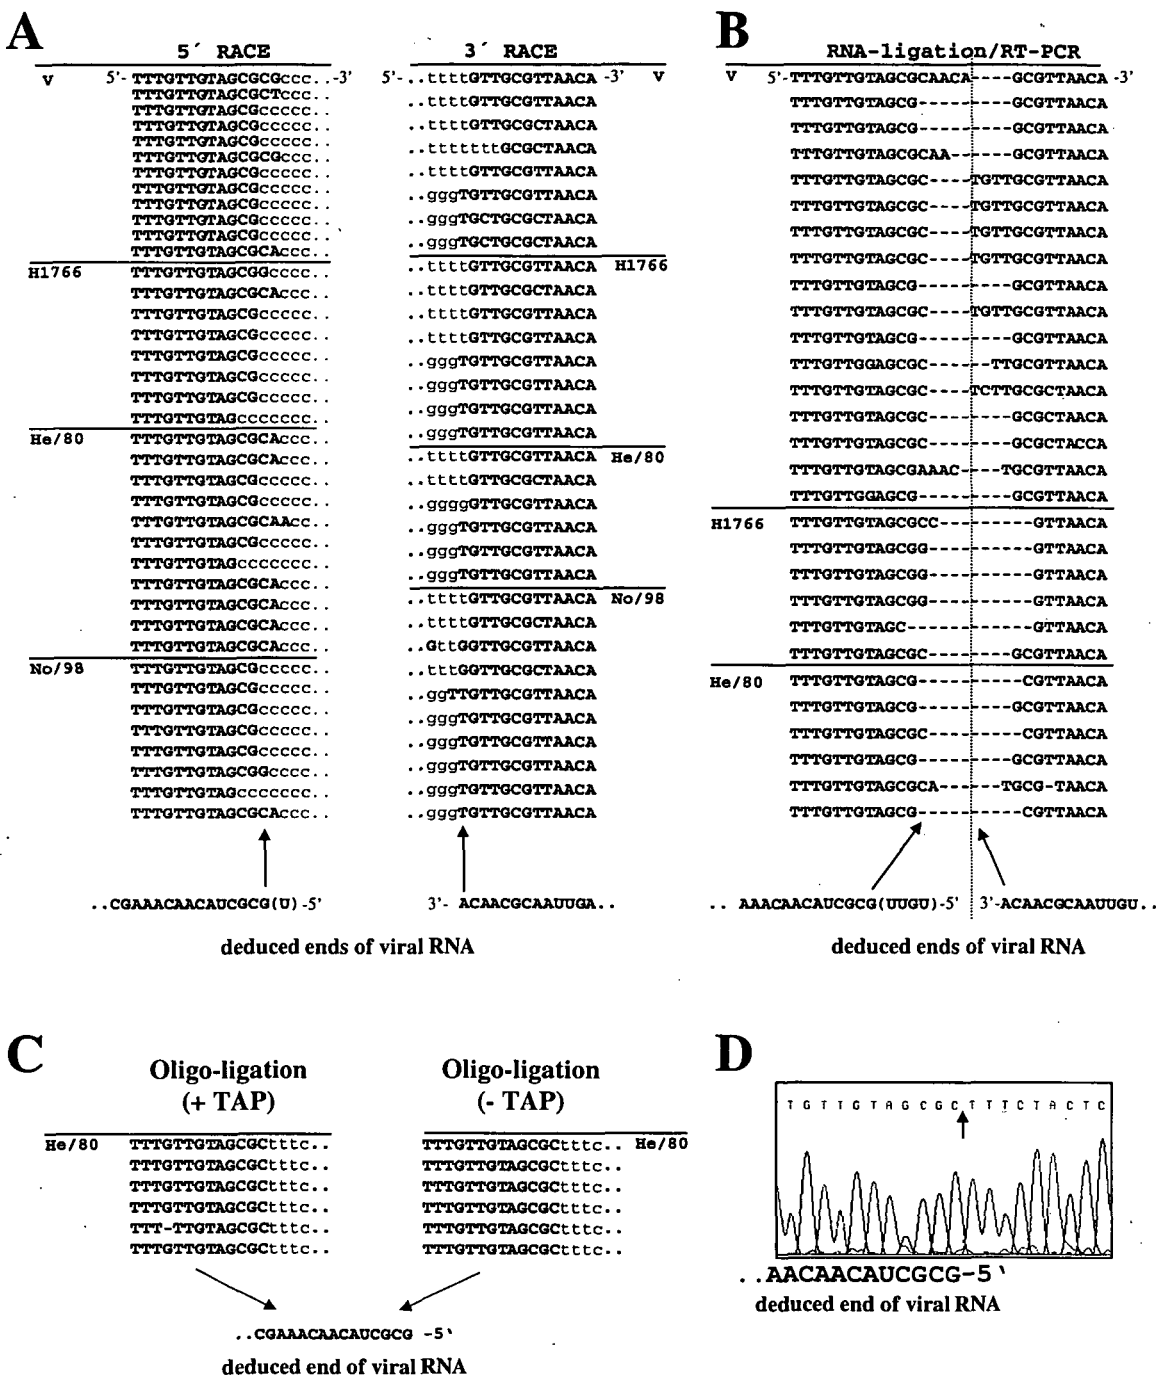 A
5´ RACE
V 5'- TTTGTTGTAGCGCGccc.. -3'
TTTGTTGTAGCGCTccc..
TTTGTTGTAGCGccccc..
TTTGTTGTAGCGccccc..
TTTGTTGTAGCGccccc..
TTTGTTGTAGCGCGccc..
TTTGTTGTAGCGccccc..
TTTGTTGTAGCGccccc..
TTTGTTGTAGCGccccc..
TTTGTTGTAGCGccccc..
TTTGTTGTAGCGccccc..
TTTGTTGTAGCGCAccc..
H1766 TTTGTTGTAGCGGcccc..
TTTGTTGTAGCGCAccc..
TTTGTTGTAGCGccccc..
TTTGTTGTAGCGccccc..
TTTGTTGTAGCGccccc..
TTTGTTGTAGCGccccc..
TTTGTTGTAGCGccccc..
TTTGTTGTAGccccccc..
He/80 TTTGTTGTAGCGCAccc..
TTTGTTGTAGCGCAccc..
TTTGTTGTAGCGccccc..
TTTGTTGTAGCGccccc..
TTTGTTGTAGCGCAAcc..
TTTGTTGTAGCGccccc..
TTTGTTGTAGccccccc..
TTTGTTGTAGCGCAccc..
TTTGTTGTAGCGCAccc..
TTTGTTGTAGCGCAccc..
TTTGTTGTAGCGCAccc..
No/98 TTTGTTGTAGCGccccc..
TTTGTTGTAGCGccccc..
TTTGTTGTAGCGccccc..
TTTGTTGTAGCGccccc..
TTTGTTGTAGCGccccc..
TTTGTTGTAGCGGcccc..
TTTGTTGTAGccccccc..
TTTGTTGTAGCGCAccc..
..CGAAACAACAUCGCG(U)-5'
3´ RACE
5'- ..ttttGTTGCGTTAACA -3' V
..ttttGTTGCGTTAACA
..ttttGTTGCGCTAACA
..tttttttGCGCTAACA
..ttttGTTGCGTTAACA
..gggTGTTGCGTTAACA
..gggTGCTGCGCTAACA
..gggTGCTGCGCTAACA
..ttttGTTGCGTTAACA H1766
..ttttGTTGCGCTAACA
..ttttGTTGCGTTAACA
..ttttGTTGCGTTAACA
..gggTGTTGCGTTAACA
..gggTGTTGCGTTAACA
..gggTGTTGCGTTAACA
..gggTGTTGCGTTAACA
..ttttGTTGCGTTAACA He/80
..ttttGTTGCGCTAACA
..ggggGTTGCGTTAACA
..gggTGTTGCGTTAACA
..gggTGTTGCGTTAACA
..gggTGTTGCGTTAACA
..ttttGTTGCGTTAACA No/98
..ttttGTTGCGCTAACA
..GttGGTTGCGTTAACA
..tttGGTTGCGCTAACA
..ggTTGTTGCGTTAACA
..gggTGTTGCGTTAACA
..gggTGTTGCGTTAACA
..gggTGTTGCGTTAACA
..gggTGTTGCGTTAACA
..gggTGTTGCGTTAACA
3'- ACAACGCAAUUGA..
deduced ends of viral RNA
B
RNA-ligation/RT-PCR
V 5'-TTTGTTGTAGCGCAACA----GCGTTAACA -3'
TTTGTTGTAGCG---------GCGTTAACA
TTTGTTGTAGCG---------GCGTTAACA
TTTGTTGTAGCGCAA------GCGTTAACA
TTTGTTGTAGCGC----TGTTGCGTTAACA
TTTGTTGTAGCGC----TGTTGCGTTAACA
TTTGTTGTAGCGC----TGTTGCGTTAACA
TTTGTTGTAGCGC----TGTTGCGTTAACA
TTTGTTGTAGCG---------GCGTTAACA
TTTGTTGTAGCGC----TGTTGCGTTAACA
TTTGTTGTAGCG---------GCGTTAACA
TTTGTTGGAGCGC------TTGCGTTAACA
TTTGTTGTAGCGC----TCTTGCGCTAACA
TTTGTTGTAGCGC--------GCGCTAACA
TTTGTTGTAGCGC--------GCGCTACCA
TTTGTTGTAGCGAAAC----TGCGTTAACA
TTTGTTGGAGCG---------GCGTTAACA
H1766 TTTGTTGTAGCGCC---------GTTAACA
TTTGTTGTAGCGG----------GTTAACA
TTTGTTGTAGCGG----------GTTAACA
TTTGTTGTAGCGG----------GTTAACA
TTTGTTGTAGC------------GTTAACA
TTTGTTGTAGCGC--------GCGTTAACA
He/80 TTTGTTGTAGCG----------CGTTAACA
TTTGTTGTAGCG---------GCGTTAACA
TTTGTTGTAGCGC---------CGTTAACA
TTTGTTGTAGCG---------GCGTTAACA
TTTGTTGTAGCGCA------TGCG-TAACA
TTTGTTGTAGCG----------CGTTAACA
.. AAACAACAUCGCG(UUGU)-5' 3'-ACAACGCAAUUGU..
deduced ends of viral RNA
C
Oligo-ligation
(+ TAP)
He/80 TTTGTTGTAGCGCtttc..
TTTGTTGTAGCGCtttc..
TTTGTTGTAGCGCtttc..
TTTGTTGTAGCGCtttc..
TTT-TTGTAGCGCtttc..
TTTGTTGTAGCGCtttc..
Oligo-ligation
(- TAP)
TTTGTTGTAGCGCtttc.. He/80
TTTGTTGTAGCGCtttc..
TTTGTTGTAGCGCtttc..
TTTGTTGTAGCGCtttc..
TTTGTTGTAGCGCtttc..
TTTGTTGTAGCGCtttc..
..CGAAACAACAUCGCG -5‵
deduced end of viral RNA
D
T G T T G T A G C G C T T T C T A C T C
..AACAACAUCGCG-5‵
deduced end of viral RNA